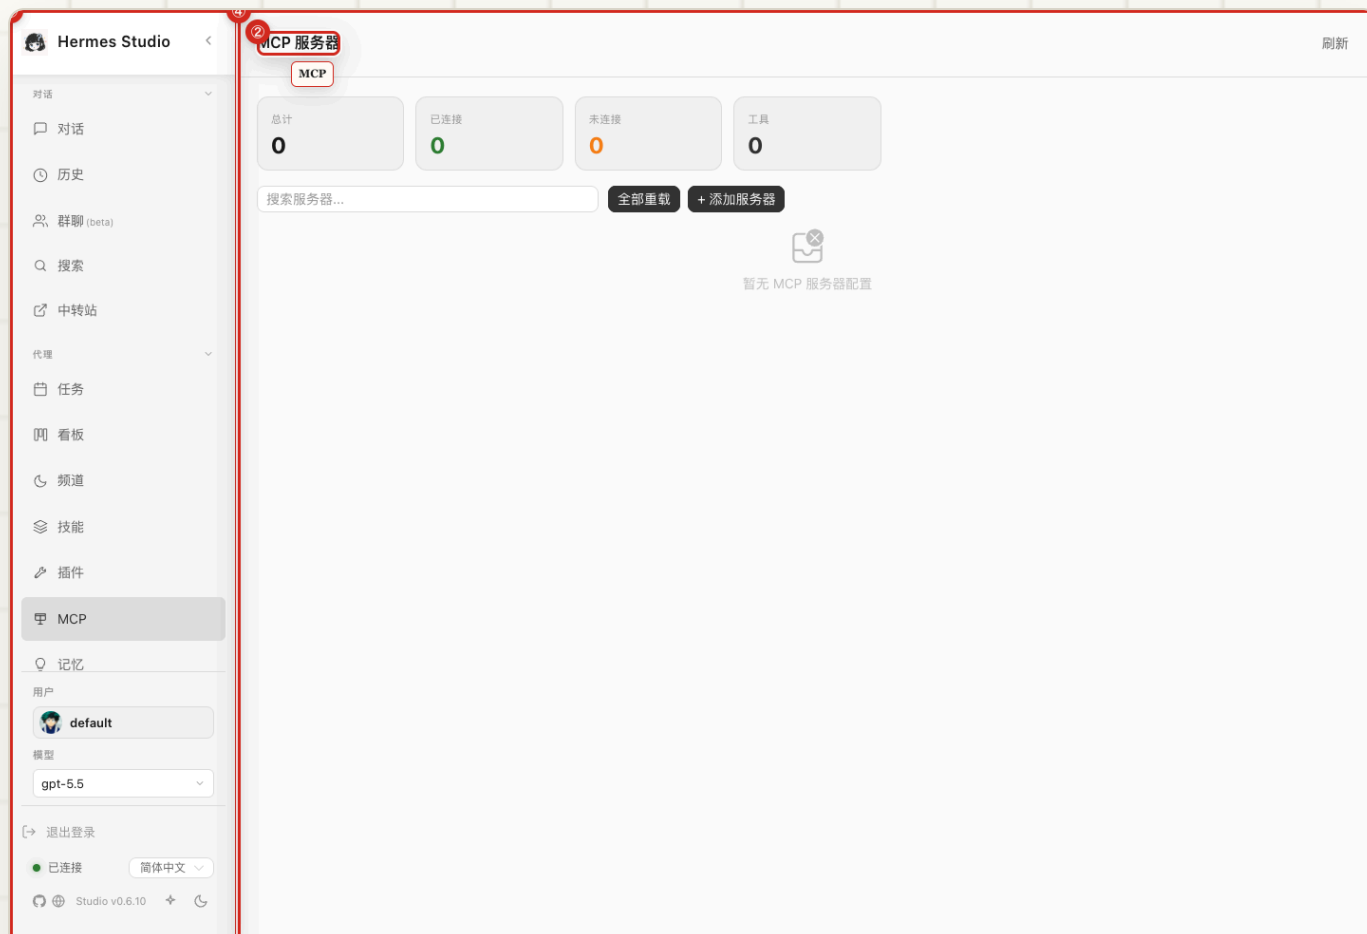 ④
②
Hermes Studio
MCP 服务器
刷新
MCP
对话
对话
历史
群聊 (beta)
搜索
中转站
代理
任务
看板
频道
技能
插件
MCP
记忆
用户
default
模型
gpt-5.5
退出登录
已连接
简体中文
Studio v0.6.10
总计
0
已连接
0
未连接
0
工具
0
搜索服务器...
全部重载
+ 添加服务器
暂无 MCP 服务器配置